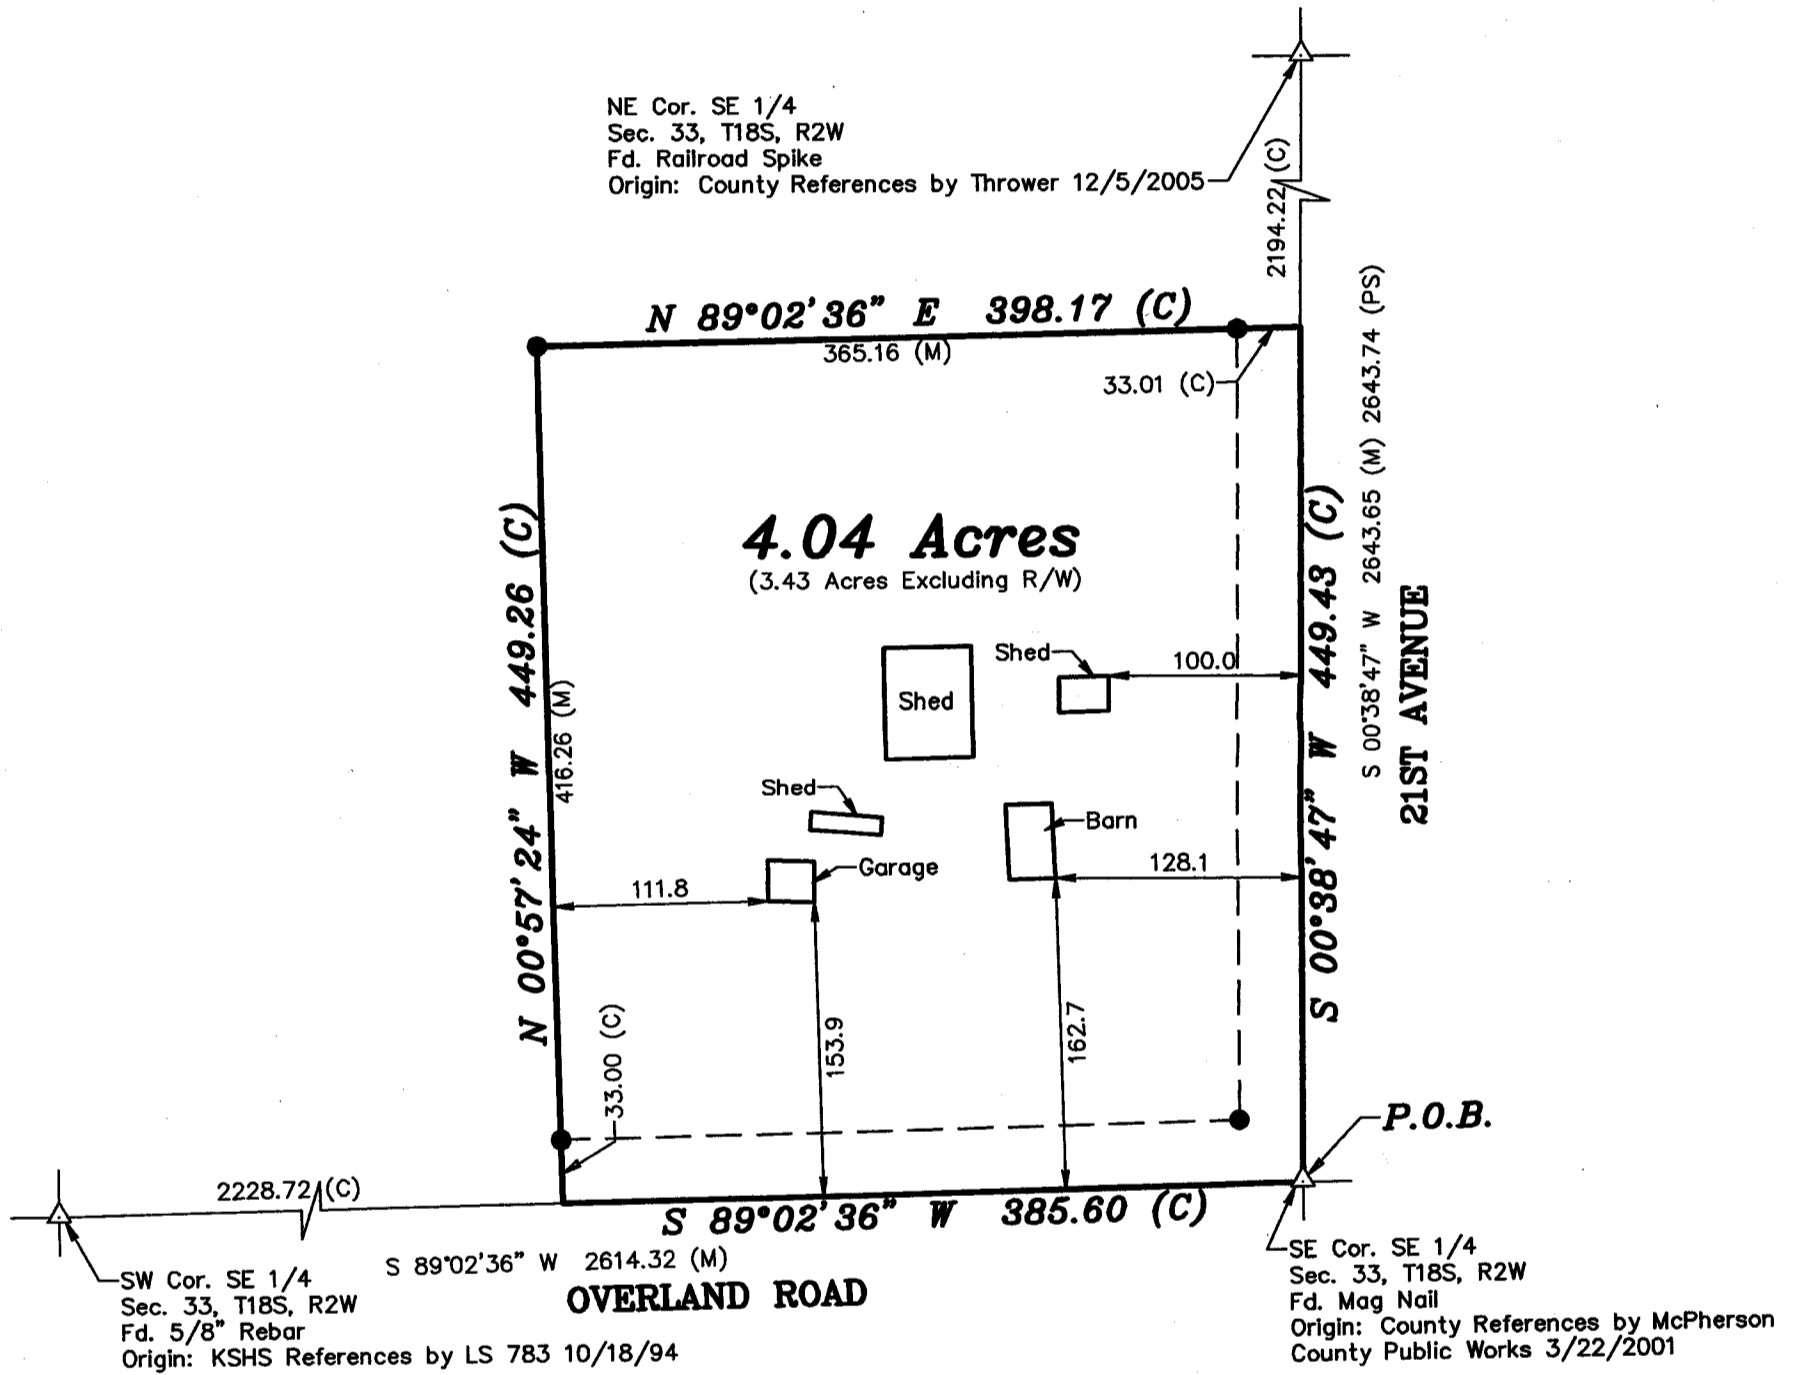 NE Cor. SE 1/4
Sec. 33, T18S, R2W
Fd. Railroad Spike
Origin: County References by Thrower 12/5/2005
2194.22 (C)
N 89°02'36" E 398.17 (C)
365.16 (M)
33.01 (C)
S 00°38'47" W 2643.65 (M) 2643.74 (PS)
21ST AVENUE
S 00°38'47" W 449.43 (C)
N 00°57'24" W 449.26 (C)
416.26 (M)
4.04 Acres
(3.43 Acres Excluding R/W)
Shed
100.0
Shed
Shed
Barn
128.1
Garage
111.8
153.9
162.7
33.00 (C)
P.O.B.
2228.72 (C)
S 89°02'36" W 385.60 (C)
S 89°02'36" W 2614.32 (M)
OVERLAND ROAD
SW Cor. SE 1/4
Sec. 33, T18S, R2W
Fd. 5/8" Rebar
Origin: KSHS References by LS 783 10/18/94
SE Cor. SE 1/4
Sec. 33, T18S, R2W
Fd. Mag Nail
Origin: County References by McPherson
County Public Works 3/22/2001